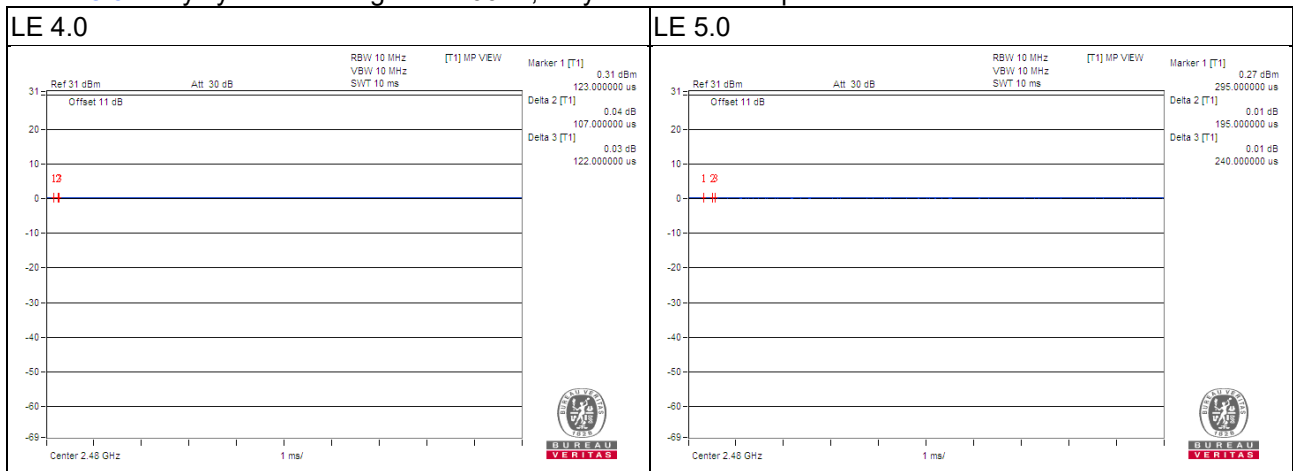 LE 4.0
RBW 10 MHz [T1] MP VIEW
VBW 10 MHz
Ref 31 dBm Att 30 dB SWT 10 ms
Marker 1 [T1]
0.31 dBm
123.000000 us
Delta 2 [T1]
0.04 dB
107.000000 us
Delta 3 [T1]
0.03 dB
122.000000 us
31
Offset 11 dB
20
10
0
-10
-20
-30
-40
-50
-60
-69
Center 2.48 GHz 1 ms/
BUREAU VERITAS
1828
BUREAU
VERITAS
LE 5.0
RBW 10 MHz [T1] MP VIEW
VBW 10 MHz
Ref 31 dBm Att 30 dB SWT 10 ms
Marker 1 [T1]
0.27 dBm
295.000000 us
Delta 2 [T1]
0.01 dB
195.000000 us
Delta 3 [T1]
0.01 dB
240.000000 us
31
Offset 11 dB
20
10
1
0
-10
-20
-30
-40
-50
-60
-69
Center 2.48 GHz 1 ms/
BUREAU VERITAS
1828
BUREAU
VERITAS